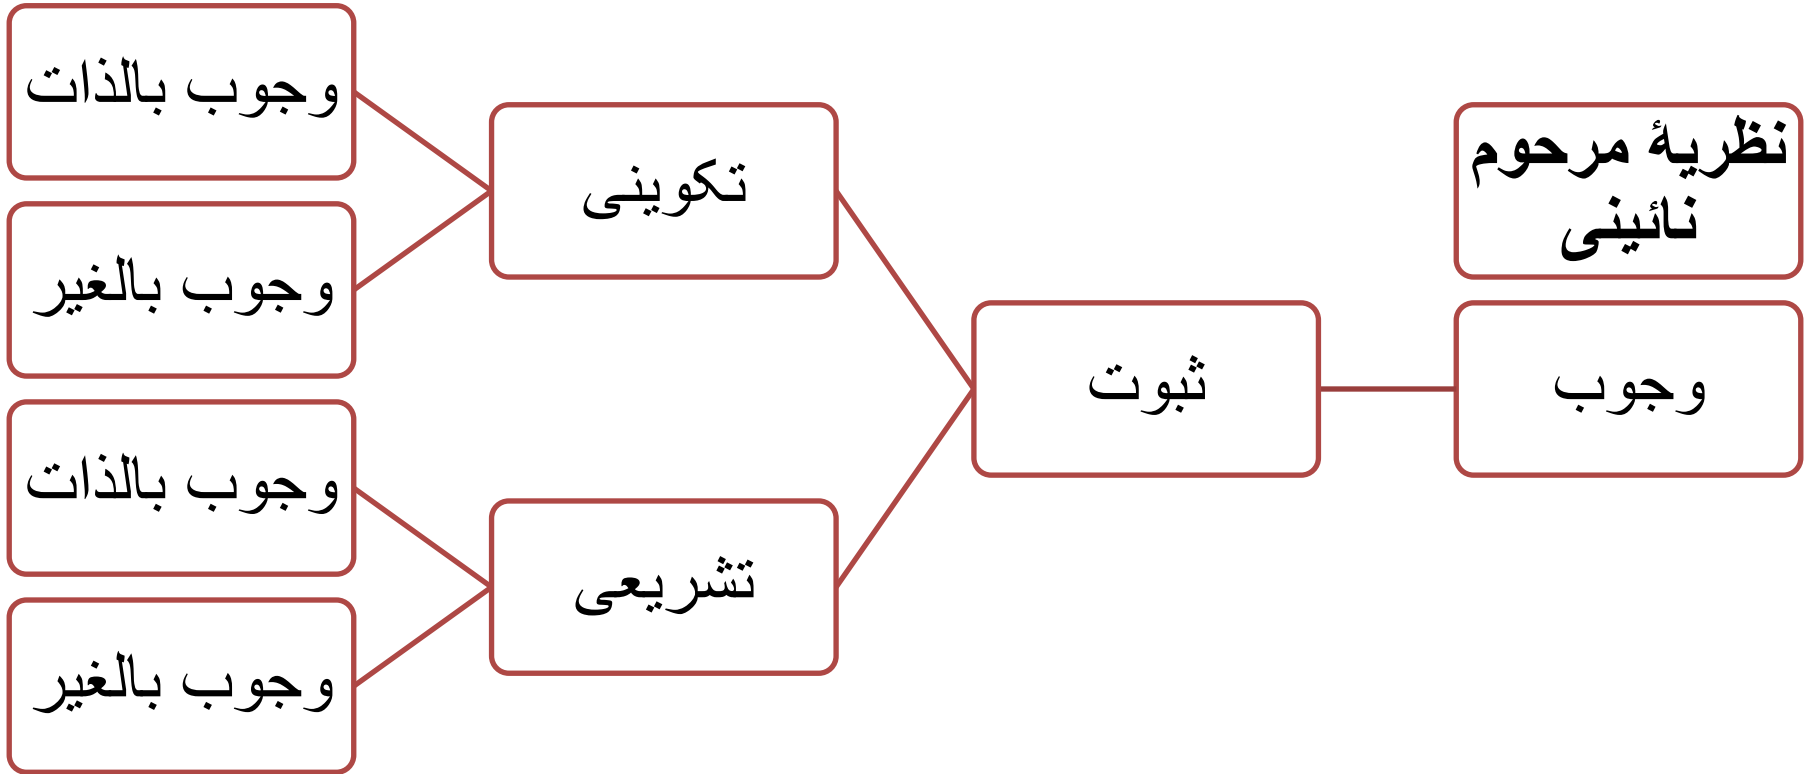 نظریهٔ مرحوم
نائینی
وجوب
ثبوت
تکوینی
وجوب بالذات
وجوب بالغیر
تشریعی
وجوب بالذات
وجوب بالغیر